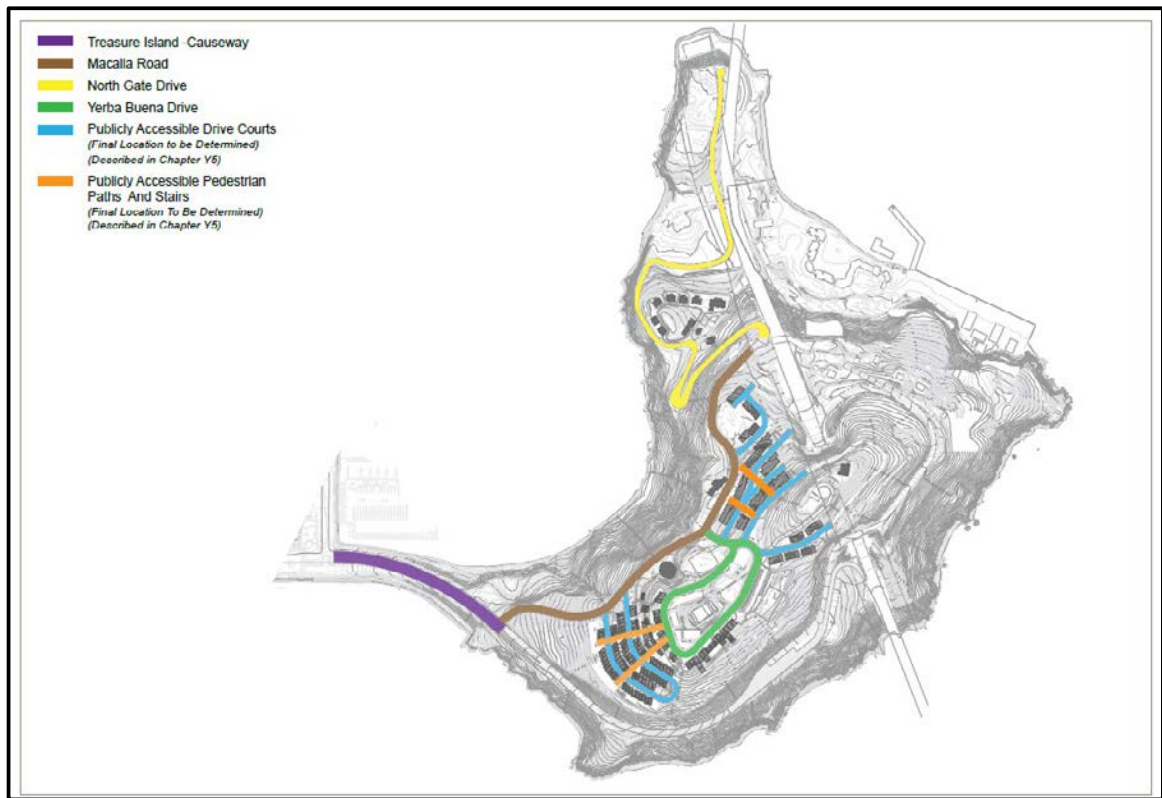 Treasure Island -Causeway
Macalla Road
North Gate Drive
Yerba Buena Drive
Publicly Accessible Drive Courts
(Final Location to be Determined)
(Described in Chapter Y5)
Publicly Accessible Pedestrian
Paths And Stairs
(Final Location To Be Determined)
(Described in Chapter Y5)